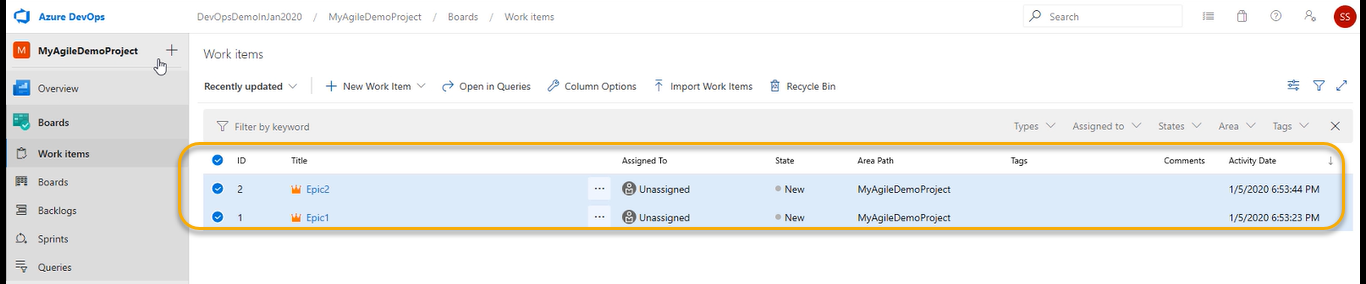 Azure DevOps
DevOpsDemoInJan2020 / MyAgileDemoProject / Boards / Work items
Search
SS
M MyAgileDemoProject
Overview
Boards
Work items
Boards
Backlogs
Sprints
Queries
Work items
Recently updated New Work Item Open in Queries Column Options Import Work Items Recycle Bin
Filter by keyword Types Assigned to States Area Tags
ID Title Assigned To State Area Path Tags Comments Activity Date
2 Epic2 ... Unassigned New MyAgileDemoProject 1/5/2020 6:53:44 PM
1 Epic1 ... Unassigned New MyAgileDemoProject 1/5/2020 6:53:23 PM